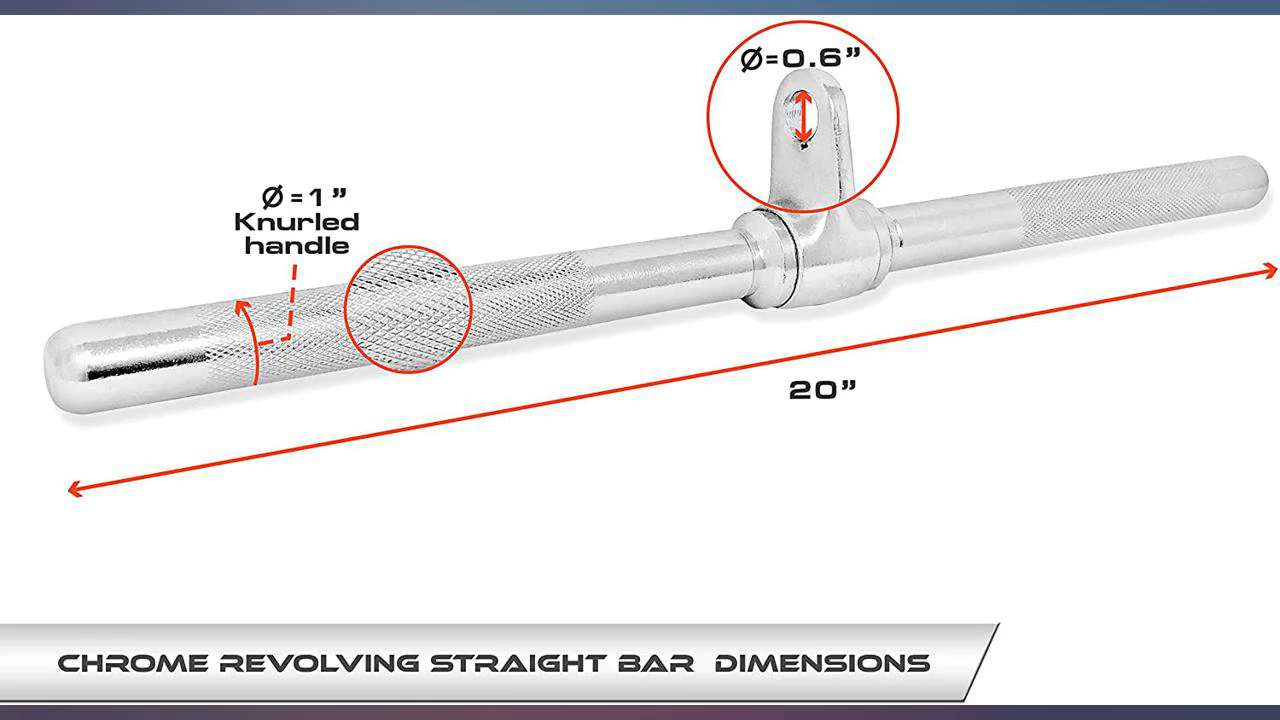 Ø=0.6”
Ø=1”
Knurled
handle
20”
CHROME REVOLVING STRAIGHT BAR DIMENSIONS